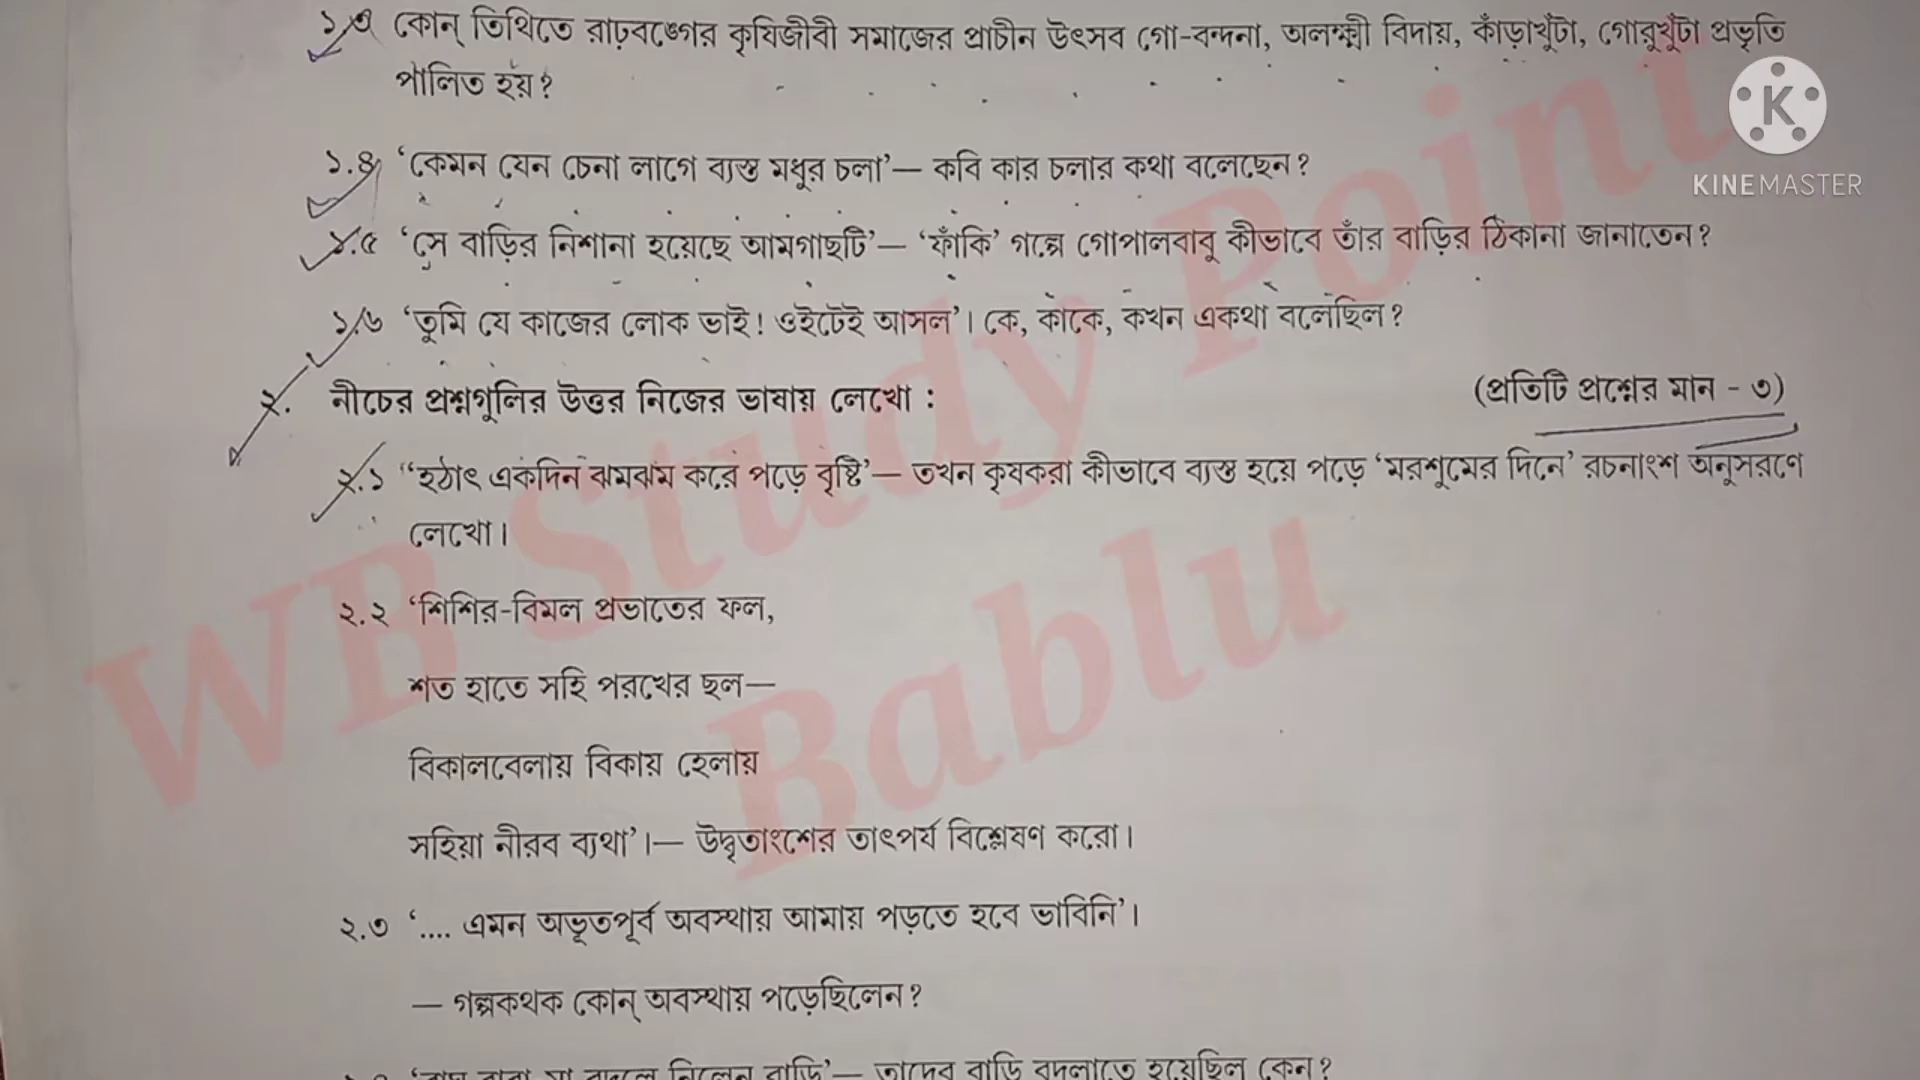 ১.৩ কোন্ তিথিতে রাঢ়বঙ্গের কৃষিজীবী সমাজের প্রাচীন উৎসব গো-বন্দনা, অলক্ষ্মী বিদায়, কাঁড়াখুঁটা, গোরুখুঁটা প্রভৃতি
পালিত হয়?
K
KINEMASTER
১.৪ ‘কেমন যেন চেনা লাগে ব্যস্ত মধুর চলা’— কবি কার চলার কথা বলেছেন?
১.৫ ‘সে বাড়ির নিশানা হয়েছে আমগাছটি’— ‘ফাঁকি’ গল্পে গোপালবাবু কীভাবে তাঁর বাড়ির ঠিকানা জানাতেন?
১.৬ ‘তুমি যে কাজের লোক ভাই! ওইটেই আসল’। কে, কাকে, কখন একথা বলেছিল?
২. নীচের প্রশ্নগুলির উত্তর নিজের ভাষায় লেখো : (প্রতিটি প্রশ্নের মান - ৩)
২.১ “হঠাৎ একদিন ঝমঝম করে পড়ে বৃষ্টি’— তখন কৃষকরা কীভাবে ব্যস্ত হয়ে পড়ে ‘মরশুমের দিনে’ রচনাংশ অনুসরণে
লেখো।
২.২ ‘শিশির-বিমল প্রভাতের ফল,
শত হাতে সহি পরখের ছল—
বিকালবেলায় বিকায় হেলায়
সহিয়া নীরব ব্যথা’।— উদ্ধৃতাংশের তাৎপর্য বিশ্লেষণ করো।
২.৩ ‘.... এমন অভূতপূর্ব অবস্থায় আমায় পড়তে হবে ভাবিনি’।
— গল্পকথক কোন্ অবস্থায় পড়েছিলেন?
বাবা মা বদলে নিলেন বাড়ি’— তাদের বাড়ি বদলাতে হয়েছিল কেন?
WB Study Point
Bablu